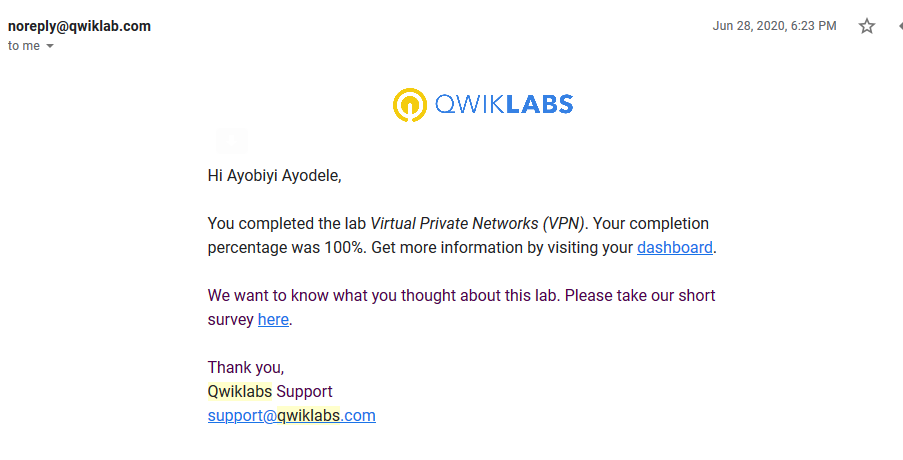 noreply@qwiklab.com
Jun 28, 2020, 6:23 PM
to me
QWIKLABS
Hi Ayobiyi Ayodele,
You completed the lab Virtual Private Networks (VPN). Your completion
percentage was 100%. Get more information by visiting your dashboard.
We want to know what you thought about this lab. Please take our short
survey here.
Thank you,
Qwiklabs Support
support@qwiklabs.com